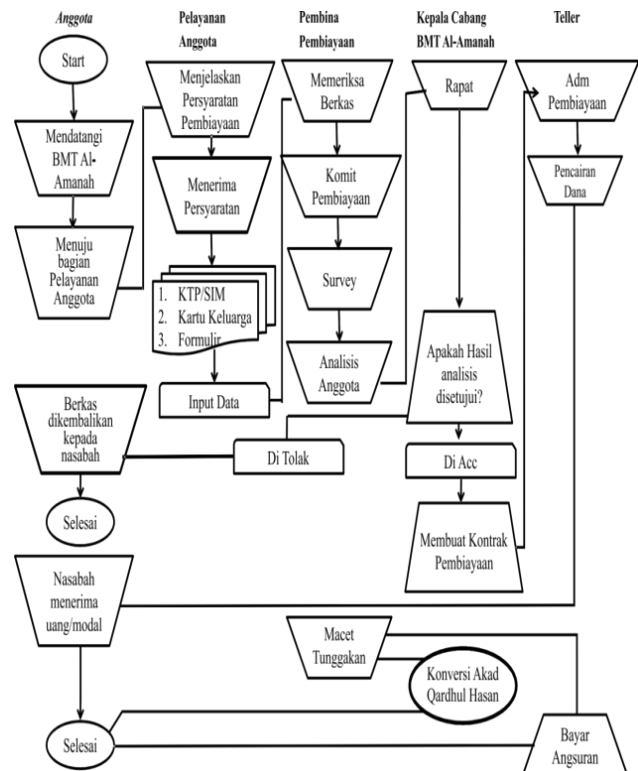 Anggota
Pelayanan
Anggota
Pembina
Pembiayaan
Kepala Cabang
BMT Al-Amanah
Teller
Start
Mendatangi
BMT Al-
Amanah
Menuju
bagian
Pelayanan
Anggota
Menjelaskan
Persyaratan
Pembiayaan
Menerima
Persyaratan
1. KTP/SIM
2. Kartu Keluarga
3. Formulir
Input Data
Memeriksa
Berkas
Komit
Pembiayaan
Survey
Analisis
Anggota
Rapat
Apakah Hasil
analisis
disetujui?
Adm
Pembiayaan
Pencairan
Dana
Berkas
dikembalikan
kepada
nasabah
Di Tolak
Di Acc
Selesai
Membuat Kontrak
Pembiayaan
Nasabah
menerima
uang/modal
Macet
Tunggakan
Konversi Akad
Qardhul Hasan
Selesai
Bayar
Angsuran